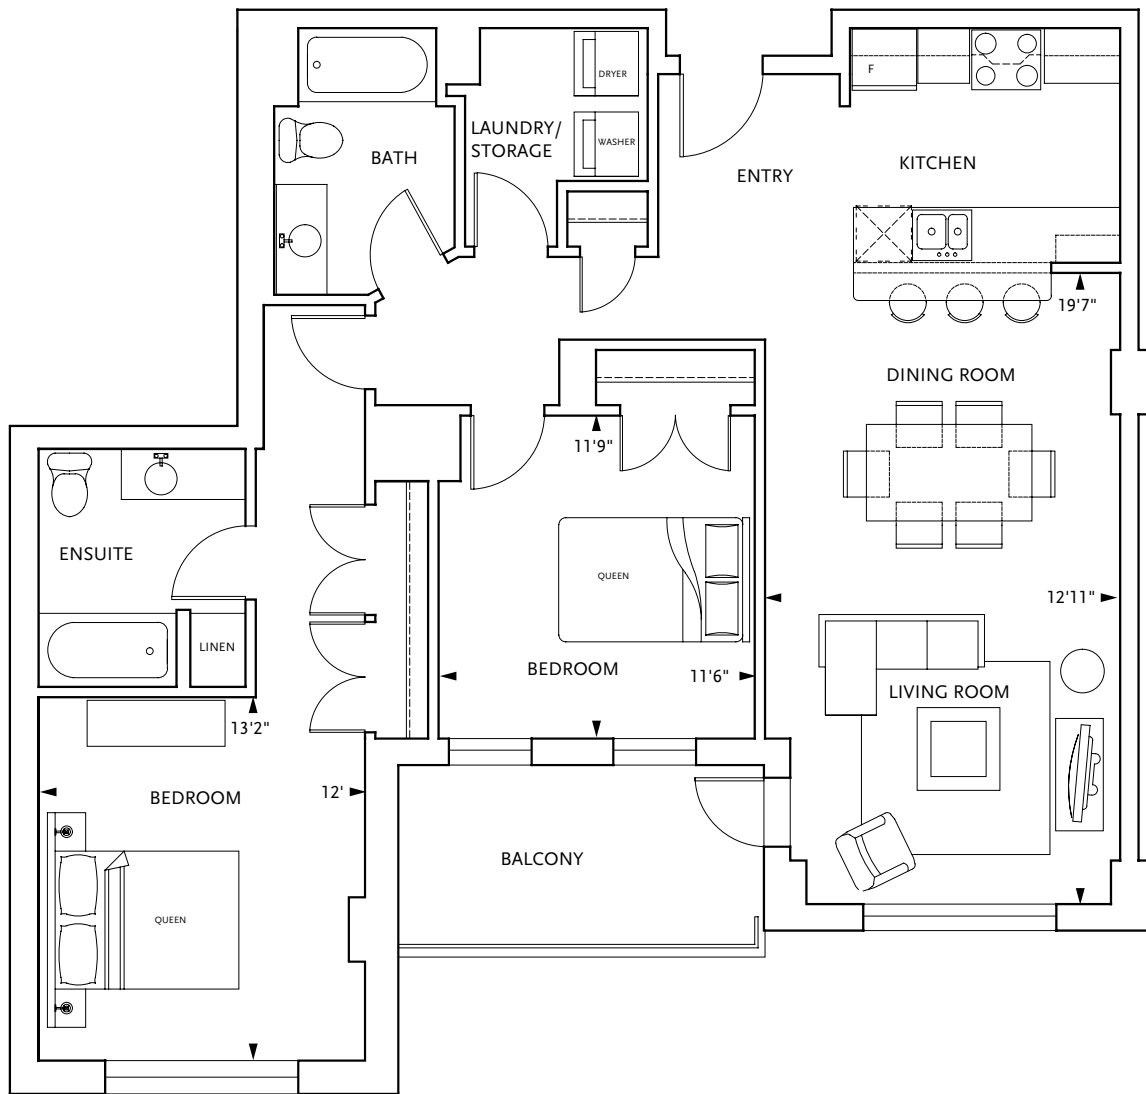 DRYER
F
LAUNDRY/
STORAGE
WASHER
BATH
KITCHEN
ENTRY
19'7"
DINING ROOM
11'9"
ENSUITE
QUEEN
12'11"
LINEN
BEDROOM
11'6"
LIVING ROOM
13'2"
BEDROOM
12'
BALCONY
QUEEN